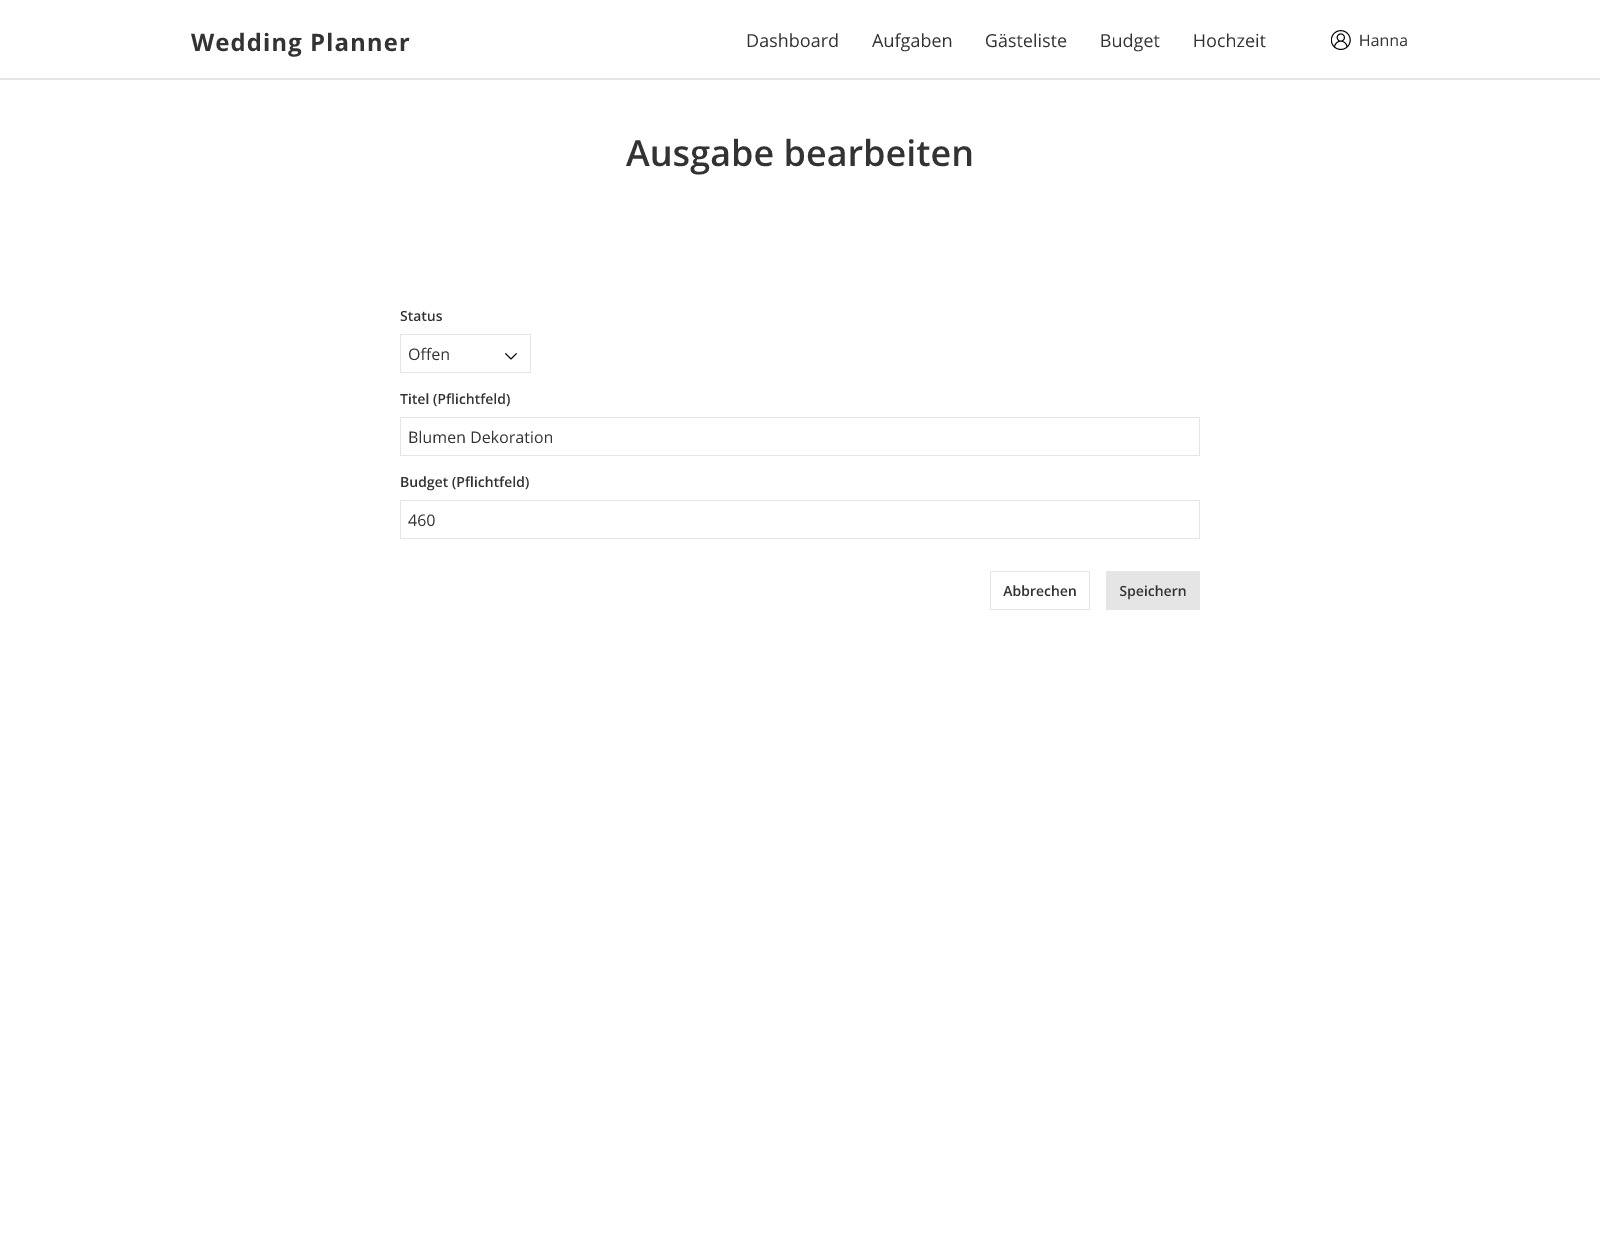 Wedding Planner
Dashboard Aufgaben Gästeliste Budget Hochzeit Hanna
Ausgabe bearbeiten
Status
Offen
Titel (Pflichtfeld)
Blumen Dekoration
Budget (Pflichtfeld)
460
Abbrechen Speichern